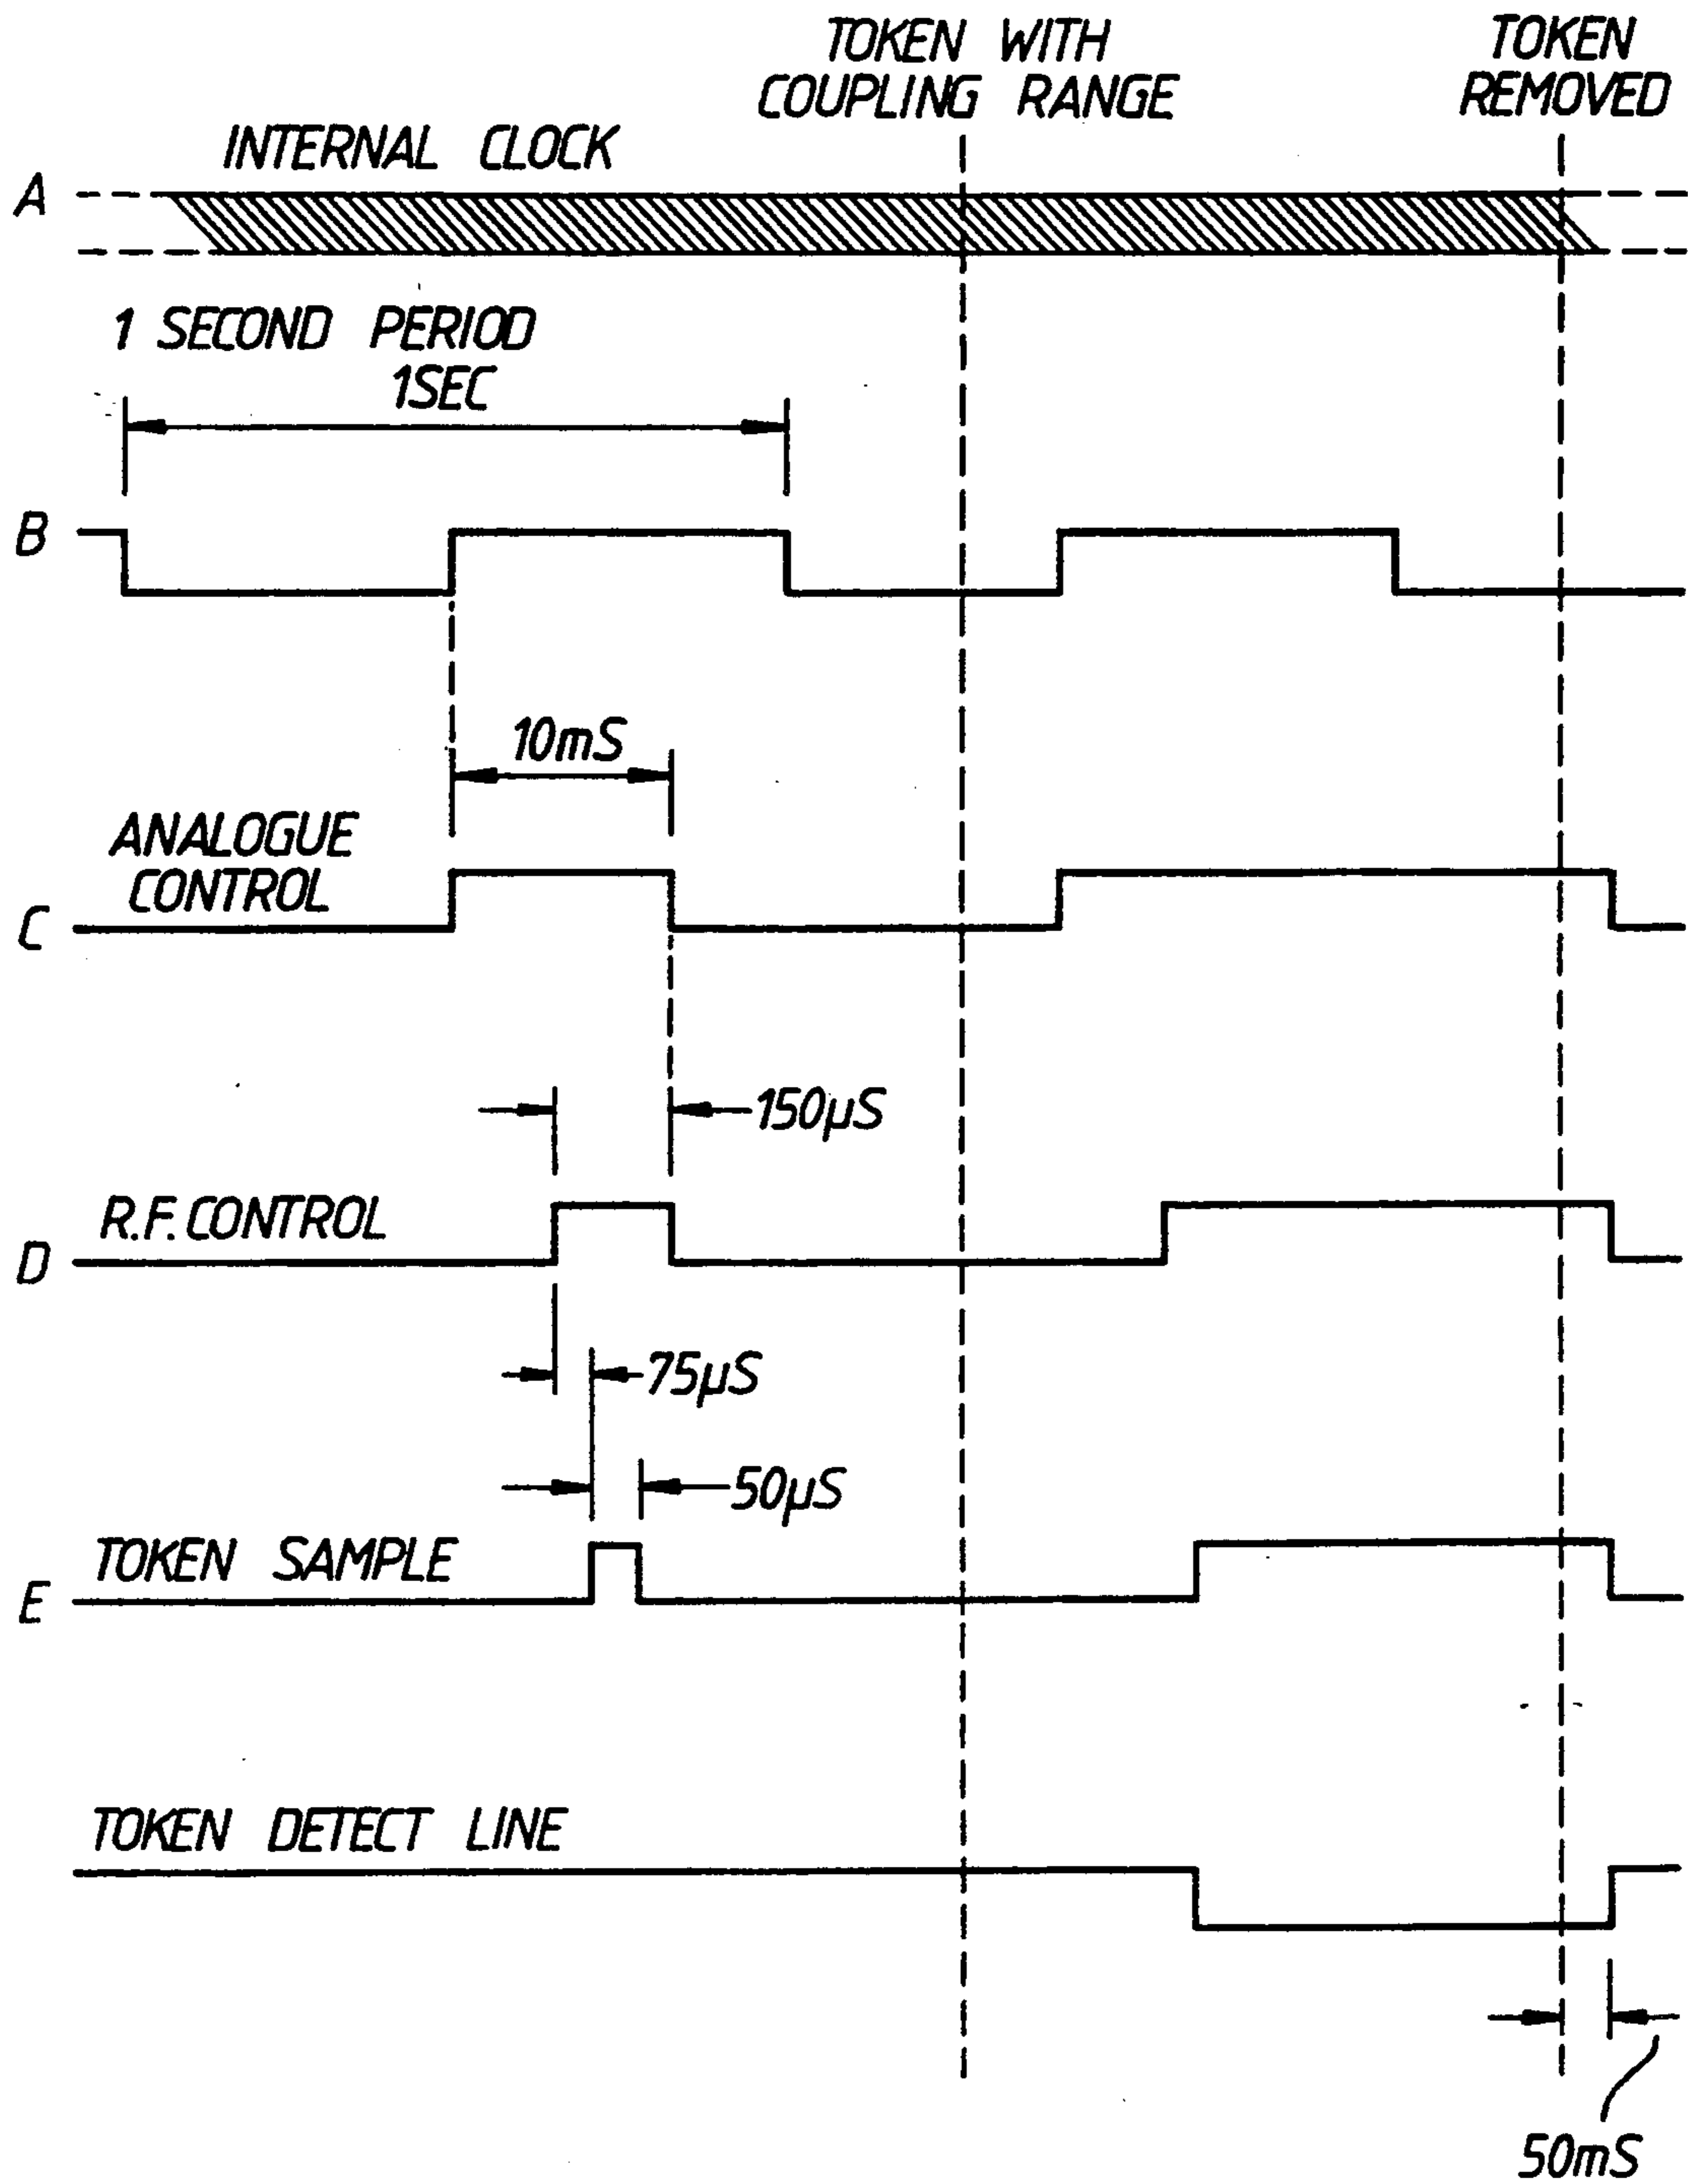 TOKEN WITH
COUPLING RANGE
TOKEN
REMOVED
INTERNAL CLOCK
A
1 SECOND PERIOD
1SEC
B
10mS
ANALOGUE
CONTROL
C
150µS
R.F. CONTROL
D
75µS
50µS
TOKEN SAMPLE
E
TOKEN DETECT LINE
50mS